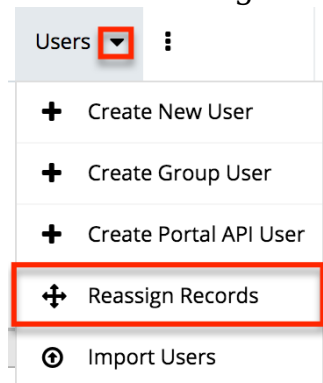 Users
Create New User
Create Group User
Create Portal API User
Reassign Records
Import Users